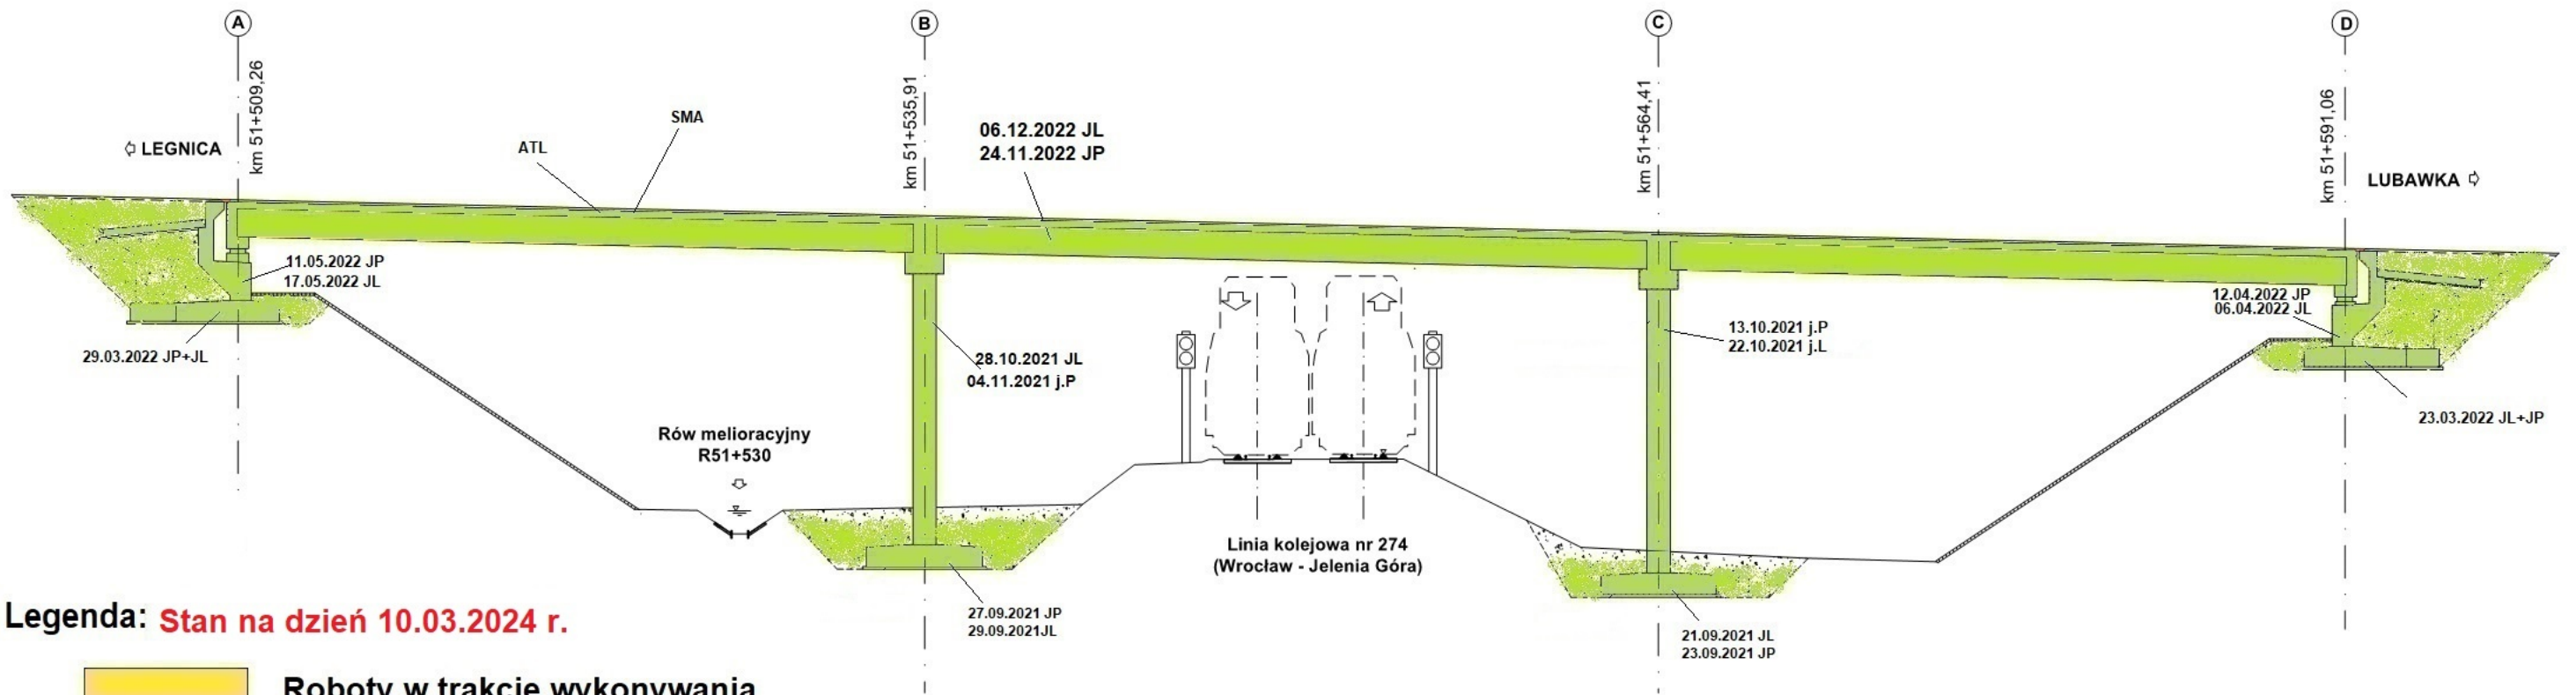 A
B
C
D
km 51+509,26
km 51+535,91
km 51+564,41
km 51+591,06
LEGNICA
ATL
SMA
06.12.2022 JL
24.11.2022 JP
LUBAWKA
11.05.2022 JP
17.05.2022 JL
29.03.2022 JP+JL
28.10.2021 JL
04.11.2021 j.P
13.10.2021 j.P
22.10.2021 j.L
12.04.2022 JP
06.04.2022 JL
23.03.2022 JL+JP
Rów melioracyjny
R51+530
Linia kolejowa nr 274
(Wrocław - Jelenia Góra)
27.09.2021 JP
29.09.2021JL
21.09.2021 JL
23.09.2021 JP
Legenda: Stan na dzień 10.03.2024 r.
Roboty w trakcie wykonywania